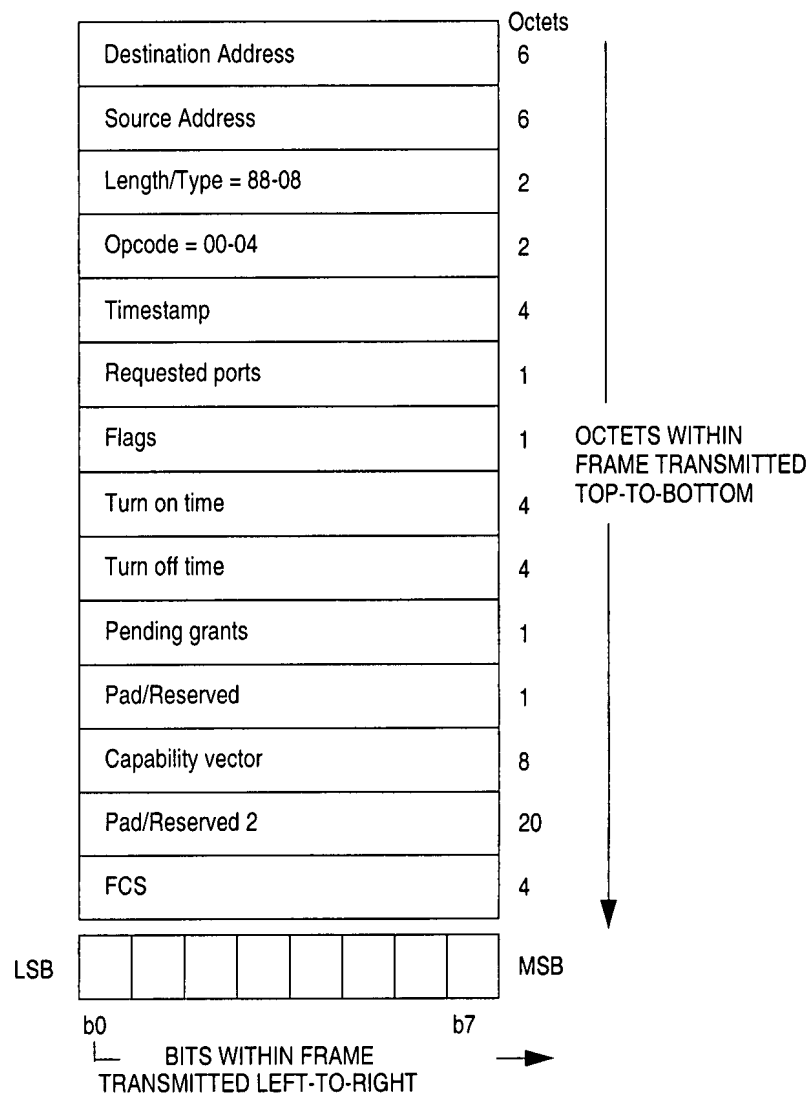 Octets
Destination Address 6
Source Address 6
Length/Type = 88-08 2
Opcode = 00-04 2
Timestamp 4
Requested ports 1
Flags 1
OCTETS WITHIN
FRAME TRANSMITTED
TOP-TO-BOTTOM
Turn on time 4
Turn off time 4
Pending grants 1
Pad/Reserved 1
Capability vector 8
Pad/Reserved 2 20
FCS 4
LSB MSB
b0 b7
BITS WITHIN FRAME
TRANSMITTED LEFT-TO-RIGHT